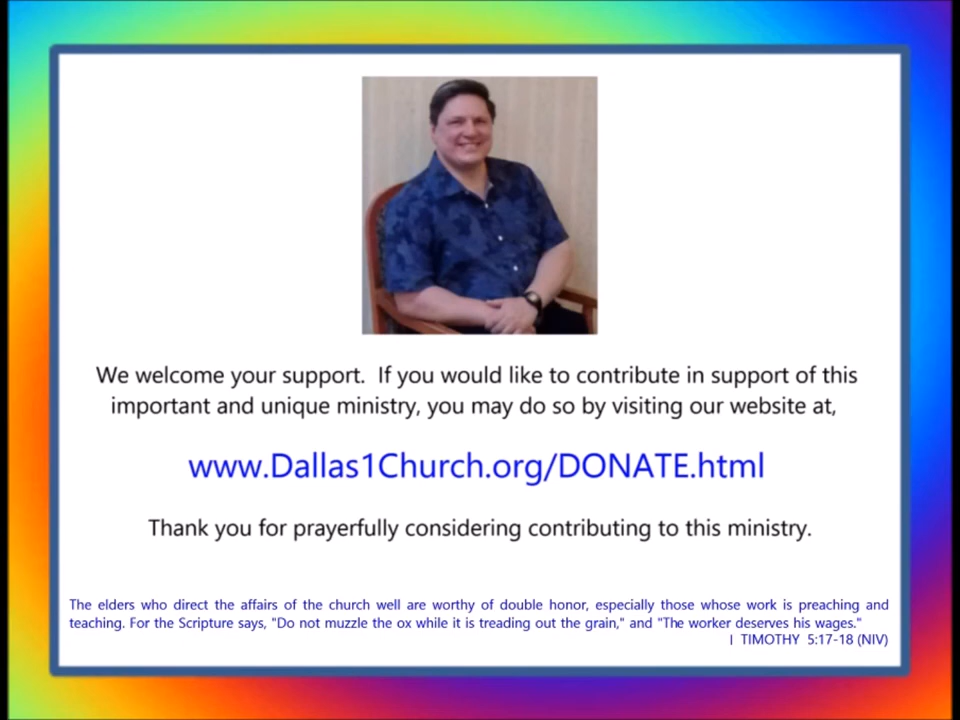 We welcome your support.  If you would like to contribute in support of this
important and unique ministry, you may do so by visiting our website at,
www.Dallas1Church.org/DONATE.html
Thank you for prayerfully considering contributing to this ministry.
The elders who direct the affairs of the church well are worthy of double honor, especially those whose work is preaching and
teaching. For the Scripture says, "Do not muzzle the ox while it is treading out the grain," and "The worker deserves his wages."
I  TIMOTHY  5:17-18 (NIV)